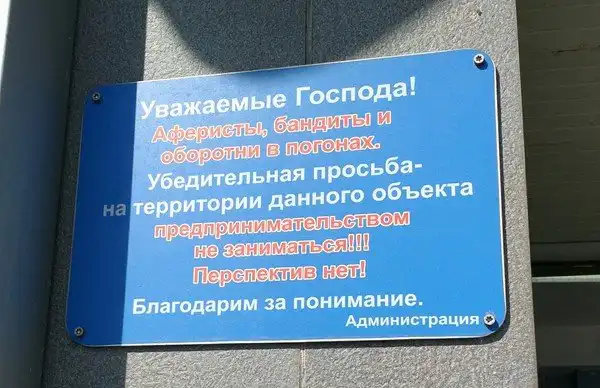 Уважаемые Господа!
Аферисты, бандиты и
оборотни в погонах.
Убедительная просьба-
на территории данного объекта
предпринимательством
не заниматься!!!
Перспектив нет!
Благодарим за понимание.
Администрация